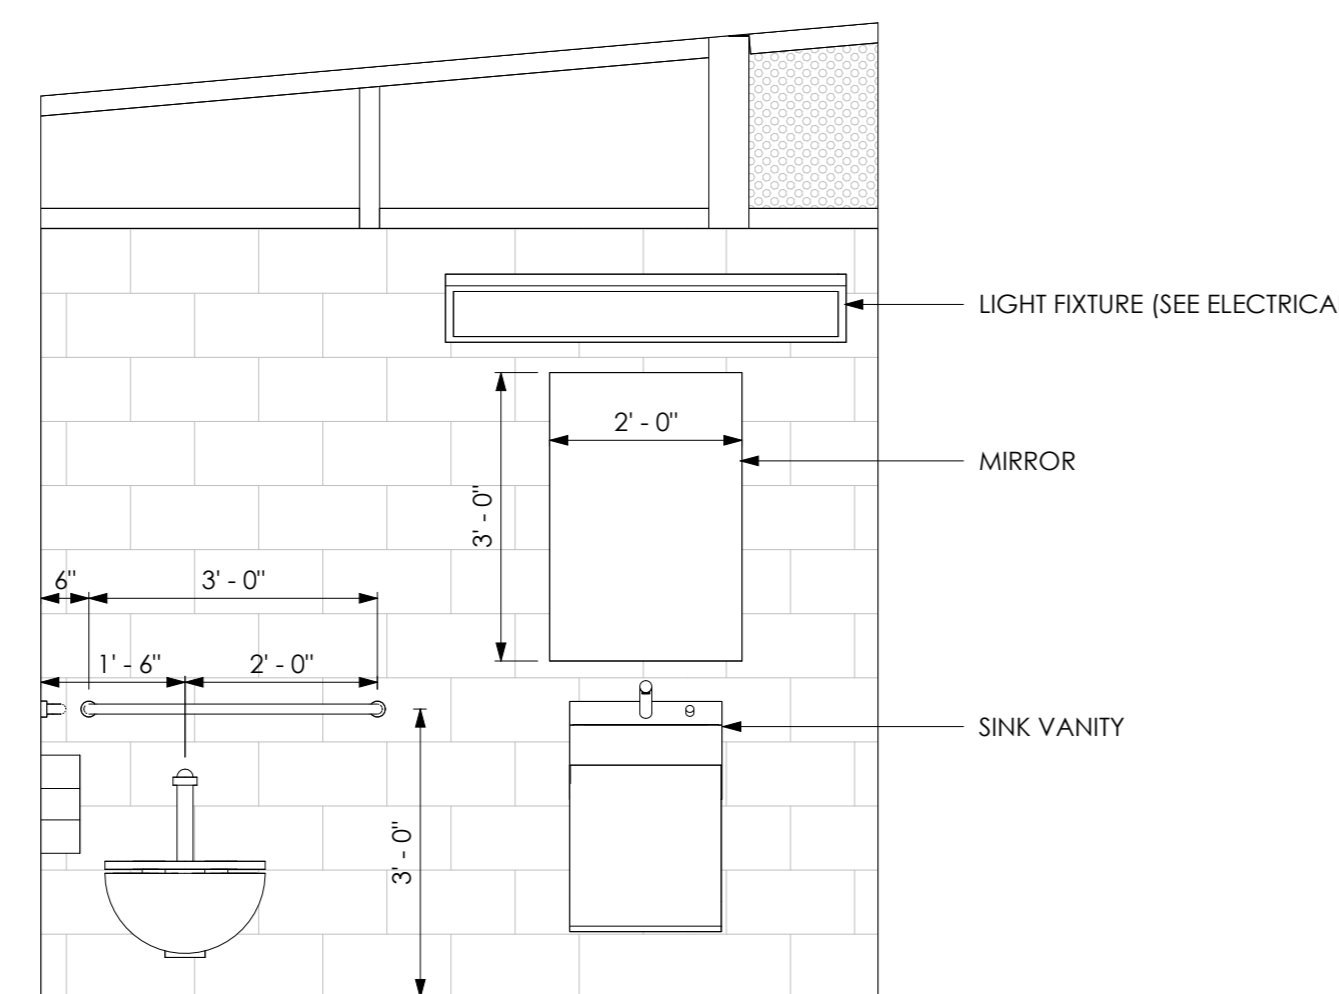 LIGHT FIXTURE (SEE ELECTRICA
2' - 0"
MIRROR
3' - 0"
6"
3' - 0"
1' - 6"
2' - 0"
SINK VANITY
3' - 0"